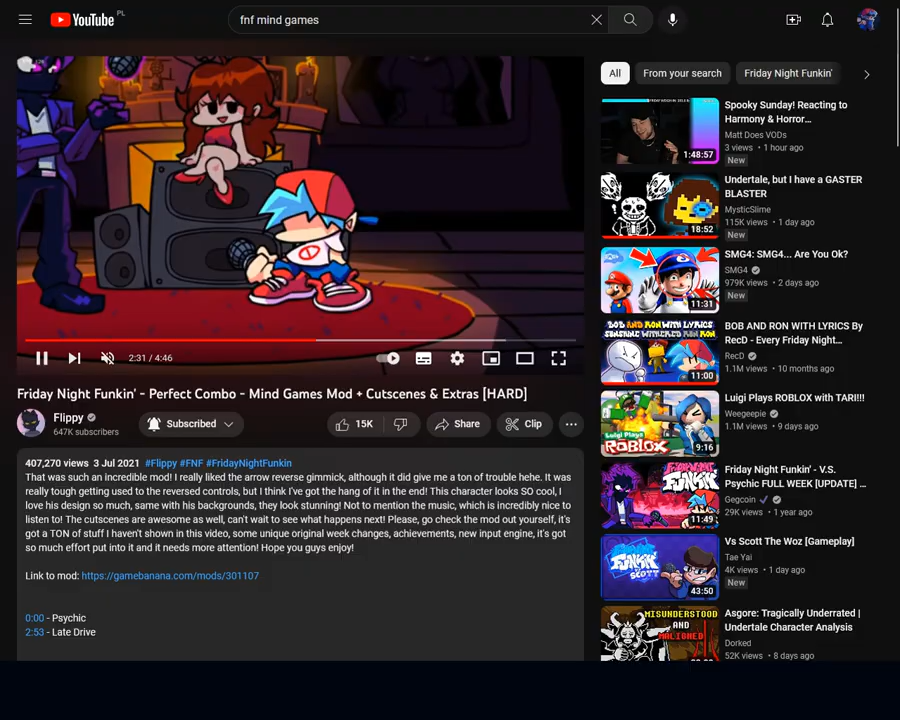 YouTube PL
fnf mind games
2:31 / 4:46
Friday Night Funkin' - Perfect Combo - Mind Games Mod + Cutscenes & Extras [HARD]
Flippy
647K subscribers
Subscribed
15K
Share
Clip
407,270 views 3 Jul 2021 #Flippy #FNF #FridayNightFunkin
That was such an incredible mod! I really liked the arrow reverse gimmick, although it did give me a ton of trouble hehe. It was
really tough getting used to the reversed controls, but I think I've got the hang of it in the end! This character looks SO cool, I
love his design so much, same with his backgrounds, they look stunning! Not to mention the music, which is incredibly nice to
listen to! The cutscenes are awesome as well, can't wait to see what happens next! Please, go check the mod out yourself, it's
got a TON of stuff I haven't shown in this video, some unique original week changes, achievements, new input engine, it's got
so much effort put into it and it needs more attention! Hope you guys enjoy!
Link to mod: https://gamebanana.com/mods/301107
0:00 - Psychic
2:53 - Late Drive
All
From your search
Friday Night Funkin'
1:48:57
Spooky Sunday! Reacting to
Harmony & Horror...
Matt Does VODs
3 views • 1 hour ago
New
18:52
Undertale, but I have a GASTER
BLASTER
MysticSlime
115K views • 1 day ago
New
11:31
SMG4: SMG4... Are You Ok?
SMG4
979K views • 2 days ago
New
BOB AND RON WITH LYRICS
11:00
BOB AND RON WITH LYRICS By
RecD - Every Friday Night...
RecD
1.1M views • 10 months ago
Luigi Plays
ROBLOX
9:16
Luigi Plays ROBLOX with TARI!!!!
Weegeepie
1.1M views • 9 days ago
FRIDAY NIGHT
FUNKIN'
11:49
Friday Night Funkin' - V.S.
Psychic FULL WEEK [UPDATE] ...
Gegcoin
29K views • 1 year ago
FUNKIN'
SCOTT
43:50
Vs Scott The Woz [Gameplay]
Tae Yai
4K views • 1 day ago
New
MISUNDERSTOOD
AND
MALIGNED
Asgore: Tragically Underrated |
Undertale Character Analysis
Dorked
52K views • 8 days ago